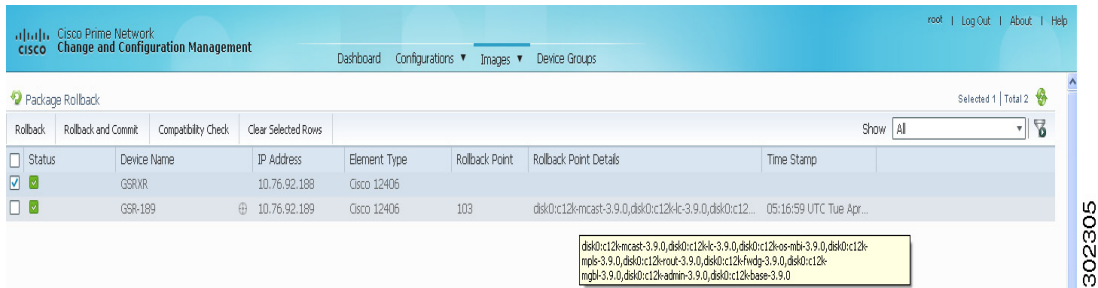 root | Log Out | About | Help
cisco
Cisco Prime Network
Change and Configuration Management
Dashboard Configurations ▼ Images ▼ Device Groups
Package Rollback
Selected 1 | Total 2
Rollback Rollback and Commit Compatibility Check Clear Selected Rows
Show All
Status Device Name IP Address Element Type Rollback Point Rollback Point Details Time Stamp
GSRXR 10.76.92.188 Cisco 12406
GSR-189 10.76.92.189 Cisco 12406 103 disk0:c12k-mcast-3.9.0,disk0:c12k-lc-3.9.0,disk0:c12... 05:16:59 UTC Tue Apr...
disk0:c12k-mcast-3.9.0,disk0:c12k-lc-3.9.0,disk0:c12k-os-mbi-3.9.0,disk0:c12k-
mpls-3.9.0,disk0:c12k-rout-3.9.0,disk0:c12k-fwdg-3.9.0,disk0:c12k-
mgbl-3.9.0,disk0:c12k-admin-3.9.0,disk0:c12k-base-3.9.0
302305